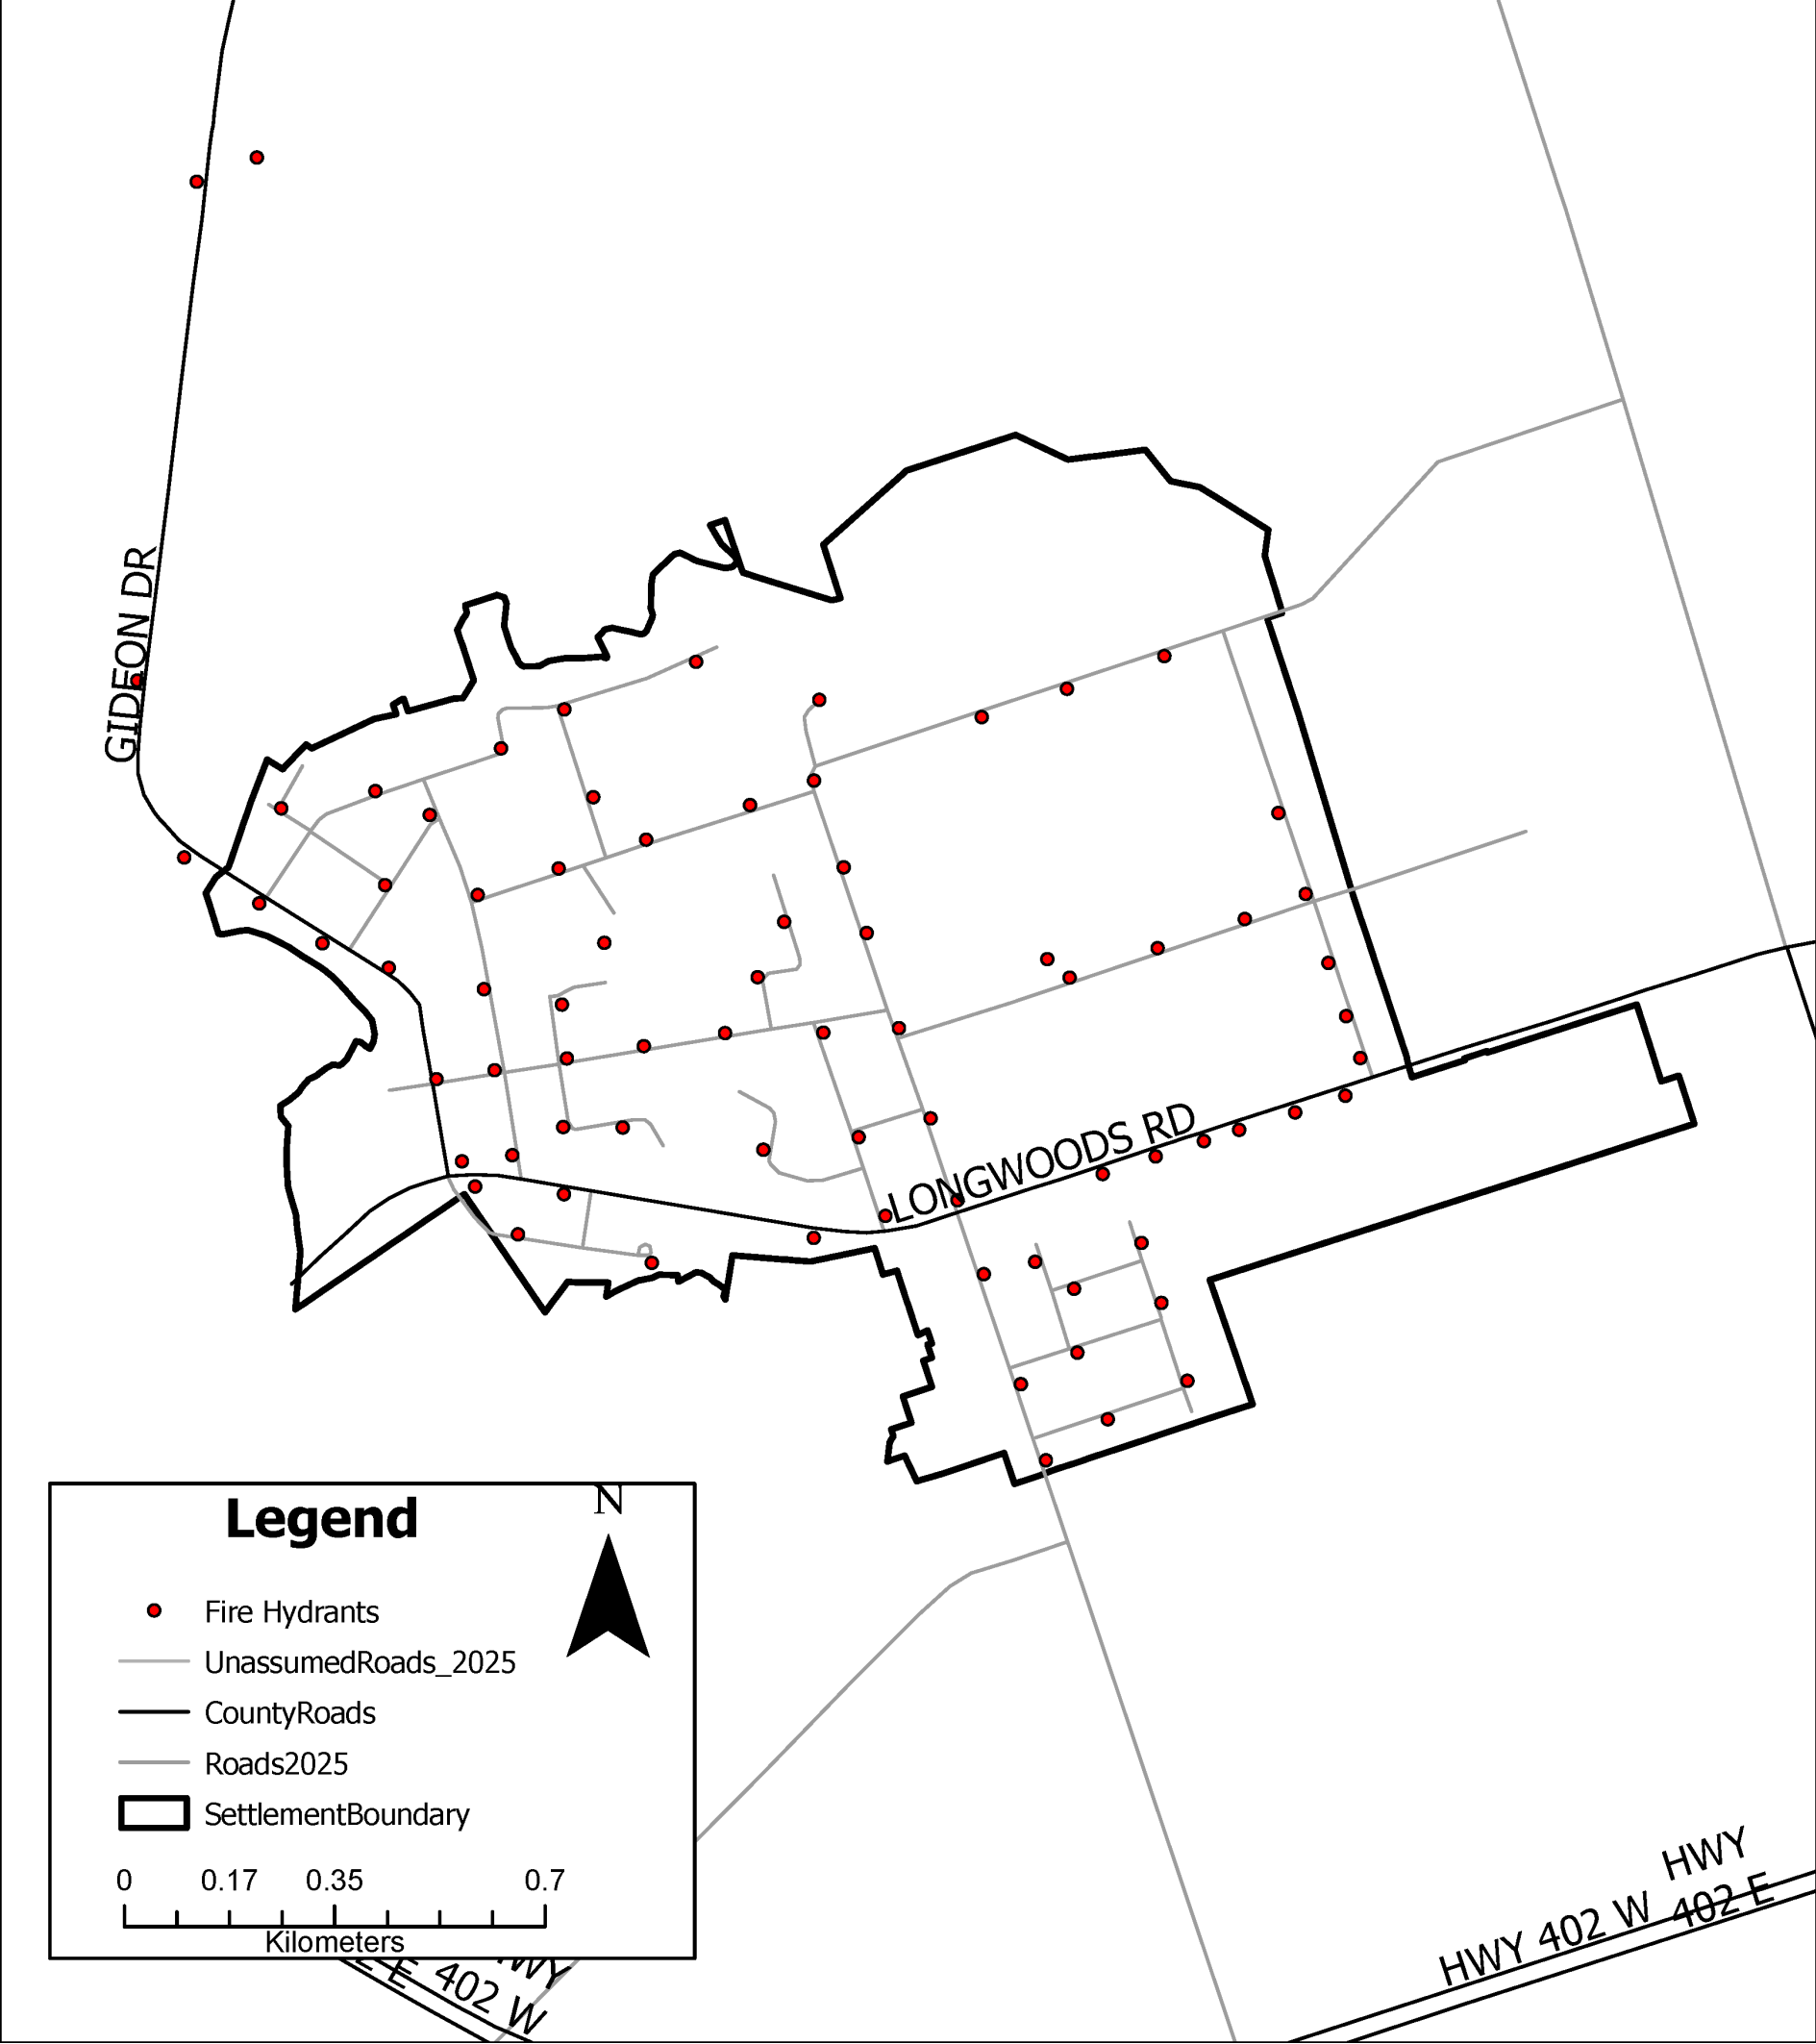 GIDEON DR
LONGWOODS RD
Legend
N
Fire Hydrants
UnassumedRoads_2025
CountyRoads
Roads2025
SettlementBoundary
0 0.17 0.35 0.7
Kilometers
HWY
402 W
HWY 402 W
HWY
402 E